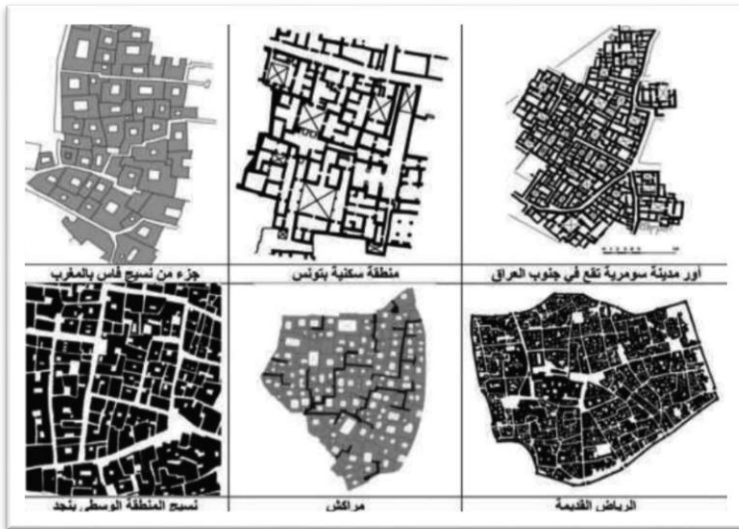 أور مدينة سومرية تقع في جنوب العراق
منطقة سكنية بتونس
جزء من نسيج فاس بالمغرب
الرياض القديمة
مراكش
نسيج المنطقة الوسطى بنجد